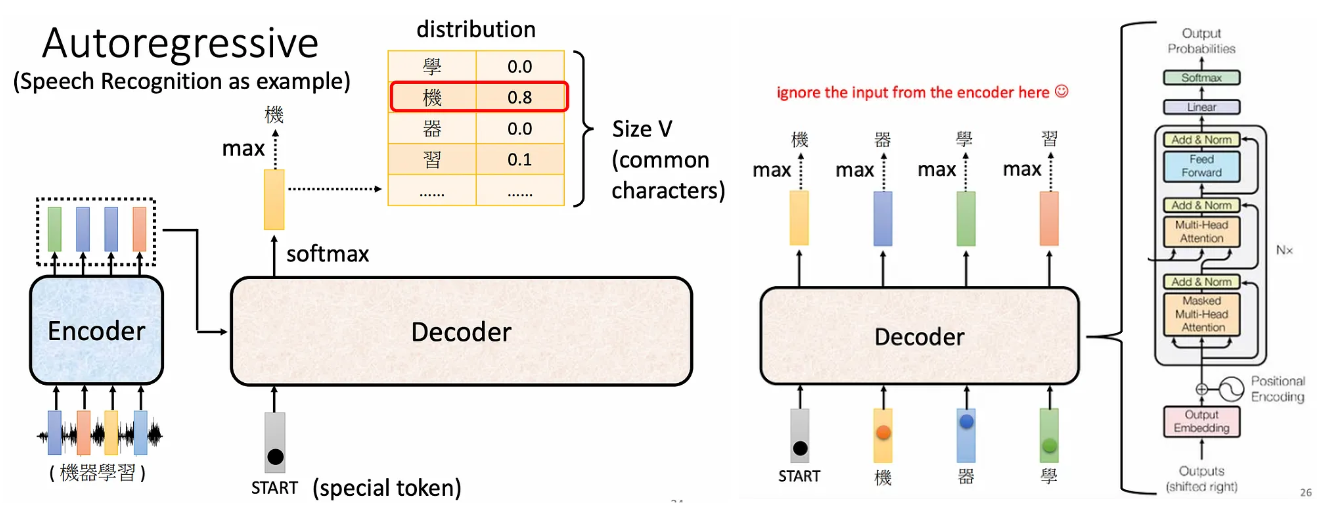 Autoregressive
(Speech Recognition as example)
distribution
學 0.0
機 0.8
器 0.0
習 0.1
...... ......
Size V
(common
characters)
機
max
softmax
Encoder
Decoder
(機器學習)
START (special token)
ignore the input from the encoder here ☺
機 器 學 習
max max max max
Decoder
START 機 器 學
Output
Probabilities
Softmax
Linear
Add & Norm
Feed
Forward
Add & Norm
Multi-Head
Attention
N×
Add & Norm
Masked
Multi-Head
Attention
Positional
Encoding
Output
Embedding
Outputs
(shifted right)
26